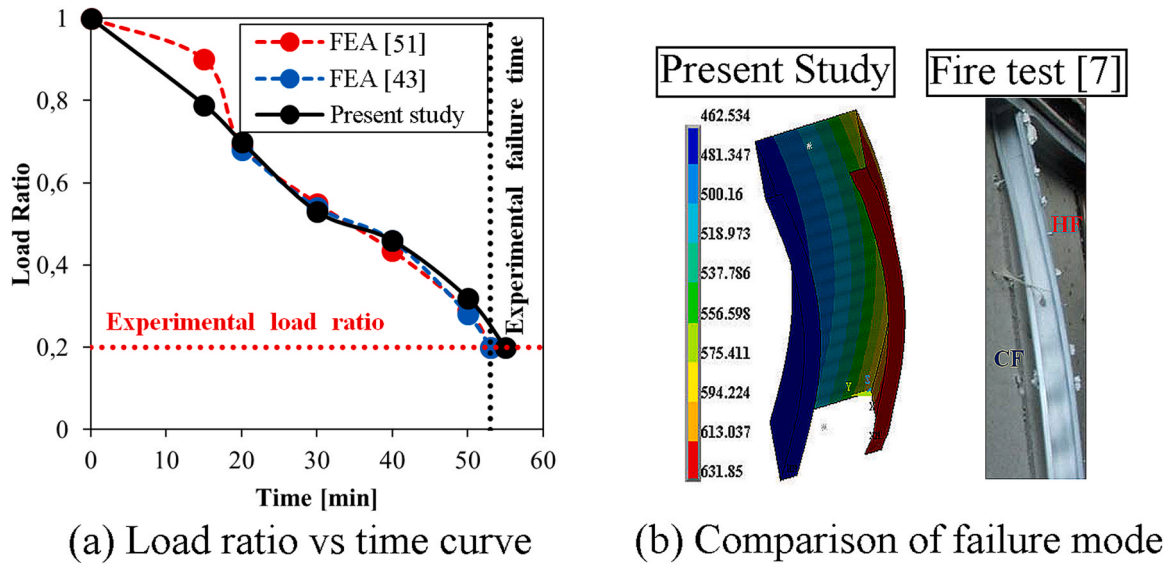 1
0,8
0,6
0,4
0,2
0
Load Ratio
0
10
20
30
40
50
60
Time [min]
FEA [51]
FEA [43]
Present study
Experimental load ratio
Experimental failure time
(a) Load ratio vs time curve
Present Study
462.534
481.347
500.16
518.973
537.786
556.598
575.411
594.224
613.037
631.85
Y
Z
X
Fire test [7]
HF
CF
(b) Comparison of failure mode